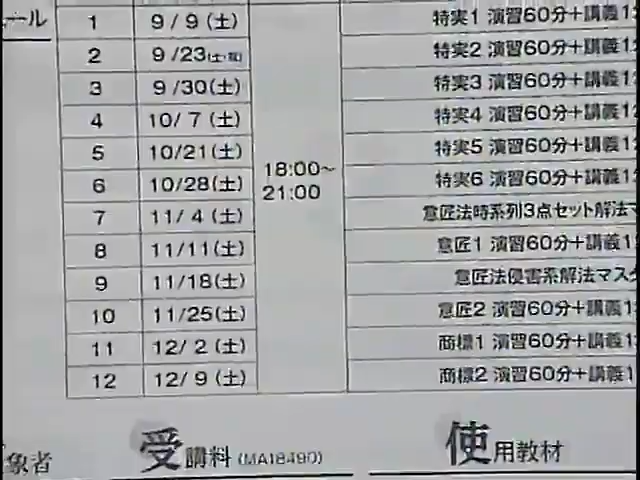 ール
1 9/9(土) 特実1 演習60分+講義1
2 9/23(土・祝) 特実2 演習60分+講義1
3 9/30(土) 特実3 演習60分+講義1
4 10/7(土) 特実4 演習60分+講義1
5 10/21(土) 特実5 演習60分+講義1
18:00~
6 10/28(土) 特実6 演習60分+講義1
21:00
7 11/4(土) 意匠法時系列3点セット解法マ
8 11/11(土) 意匠1 演習60分+講義1
9 11/18(土) 意匠法侵害系解法マス
10 11/25(土) 意匠2 演習60分+講義1
11 12/2(土) 商標1 演習60分+講義1
12 12/9(土) 商標2 演習60分+講義1
象者 受講料(MA18490) 使用教材